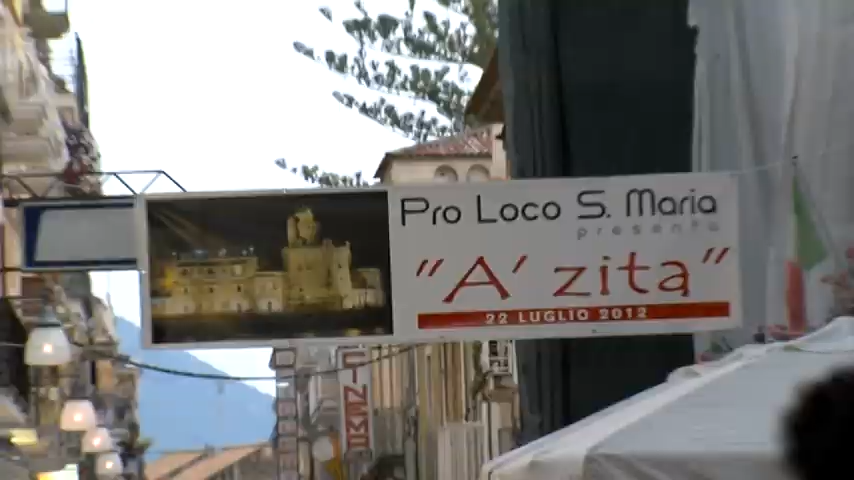 Pro Loco S. Maria
presenta
"A' zita"
22 LUGLIO 2012
CINEMA